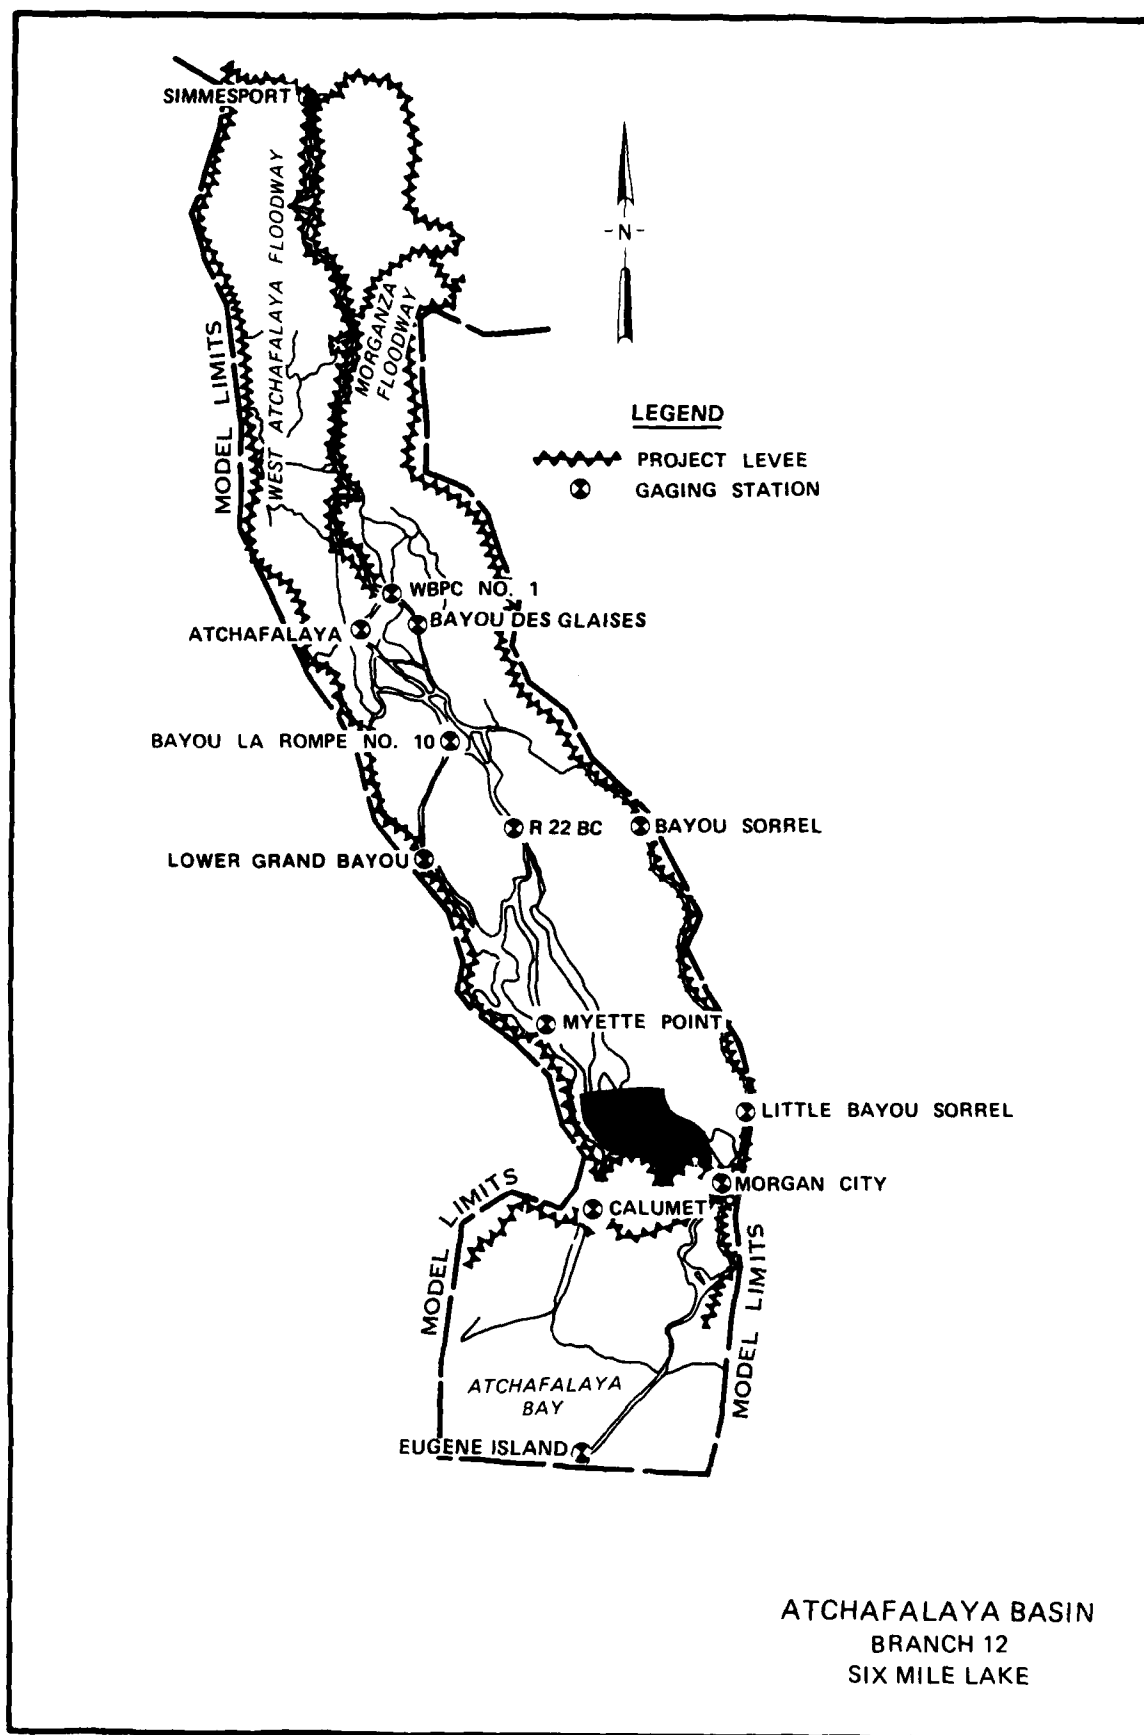 SIMMESPORT
WEST ATCHAFALAYA FLOODWAY
-N-
MORGANZA
FLOODWAY
MODEL LIMITS
LEGEND
PROJECT LEVEE
GAGING STATION
WBPC NO. 1
BAYOU DES GLAISES
ATCHAFALAYA
BAYOU LA ROMPE NO. 10
R 22 BC
BAYOU SORREL
LOWER GRAND BAYOU
MYETTE POINT
LITTLE BAYOU SORREL
MORGAN CITY
CALUMET
MODEL LIMITS
MODEL LIMITS
ATCHAFALAYA
BAY
EUGENE ISLAND
ATCHAFALAYA BASIN
BRANCH 12
SIX MILE LAKE